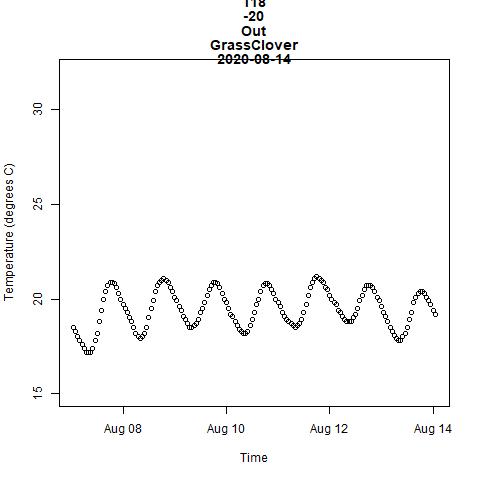 T18
-20
Out
GrassClover
2020-08-14
Temperature (degrees C)
30
25
20
15
Aug 08
Aug 10
Aug 12
Aug 14
Time